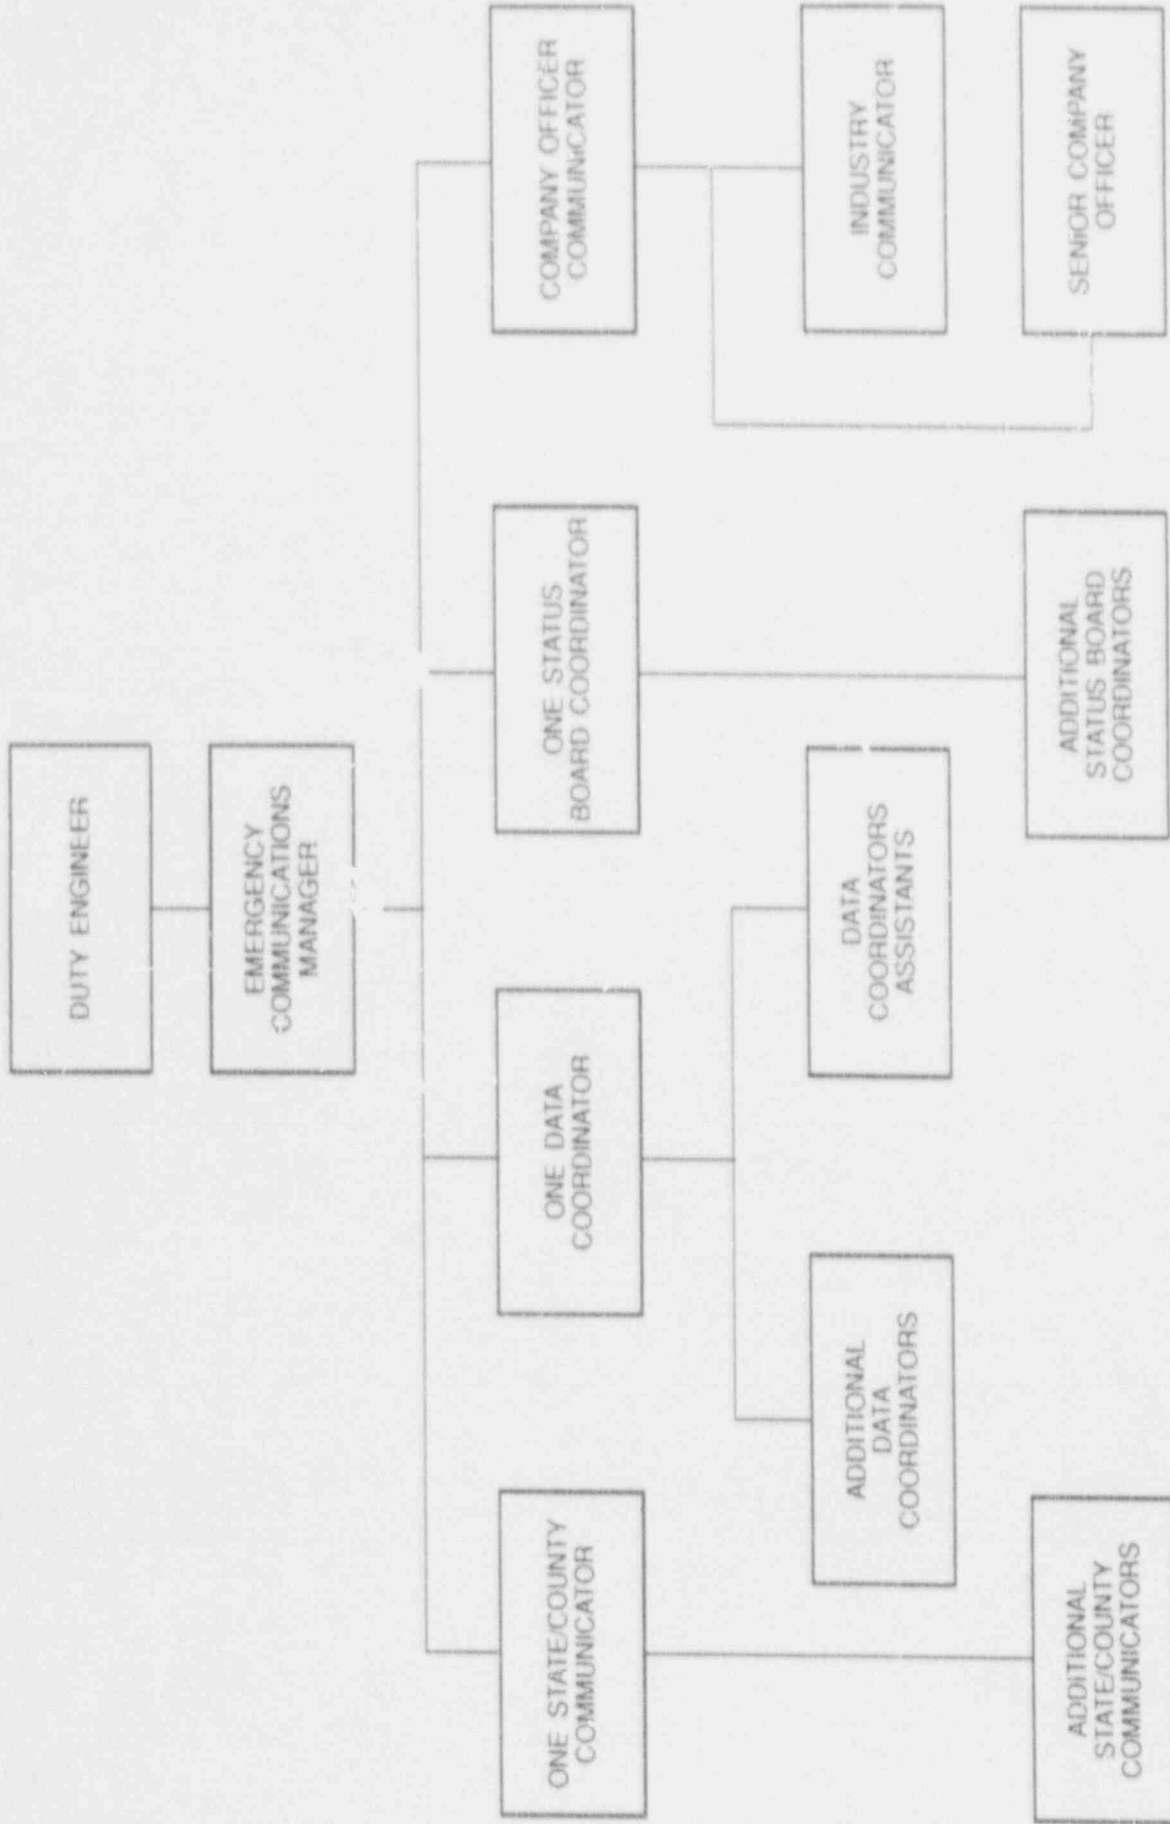 DUTY ENGINEER
EMERGENCY
COMMUNICATIONS
MANAGER
ONE STATE/COUNTY
COMMUNICATOR
ONE DATA
COORDINATOR
ONE STATUS
BOARD COORDINATOR
COMPANY OFFICER
COMMUNICATOR
ADDITIONAL
DATA
COORDINATORS
DATA
COORDINATORS
ASSISTANTS
INDUSTRY
COMMUNICATOR
ADDITIONAL
STATE/COUNTY
COMMUNICATORS
ADDITIONAL
STATUS BOARD
COORDINATORS
SENIOR COMPANY
OFFICER